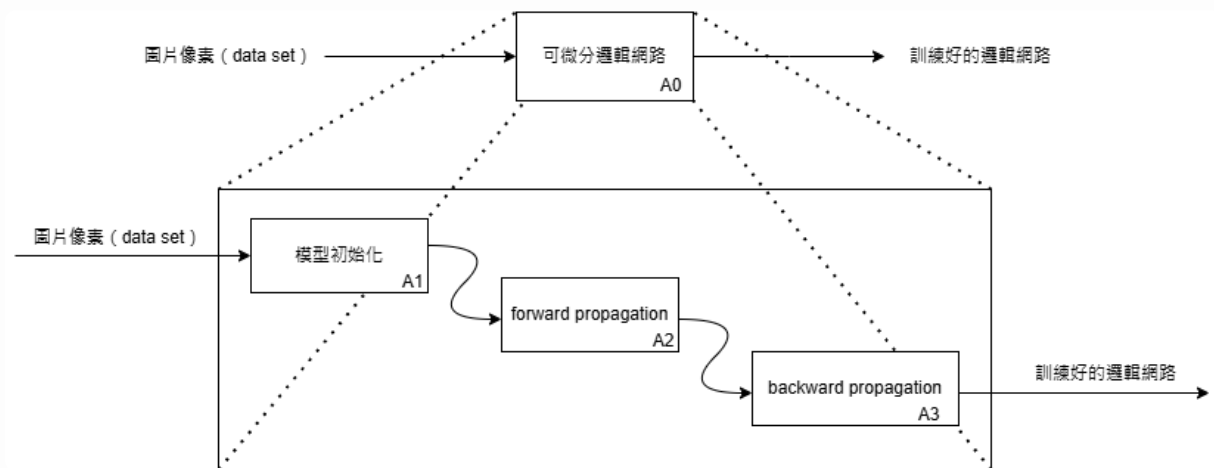 圖片像素（data set）
可微分邏輯網路
A0
訓練好的邏輯網路
圖片像素（data set）
模型初始化
A1
forward propagation
A2
backward propagation
A3
訓練好的邏輯網路